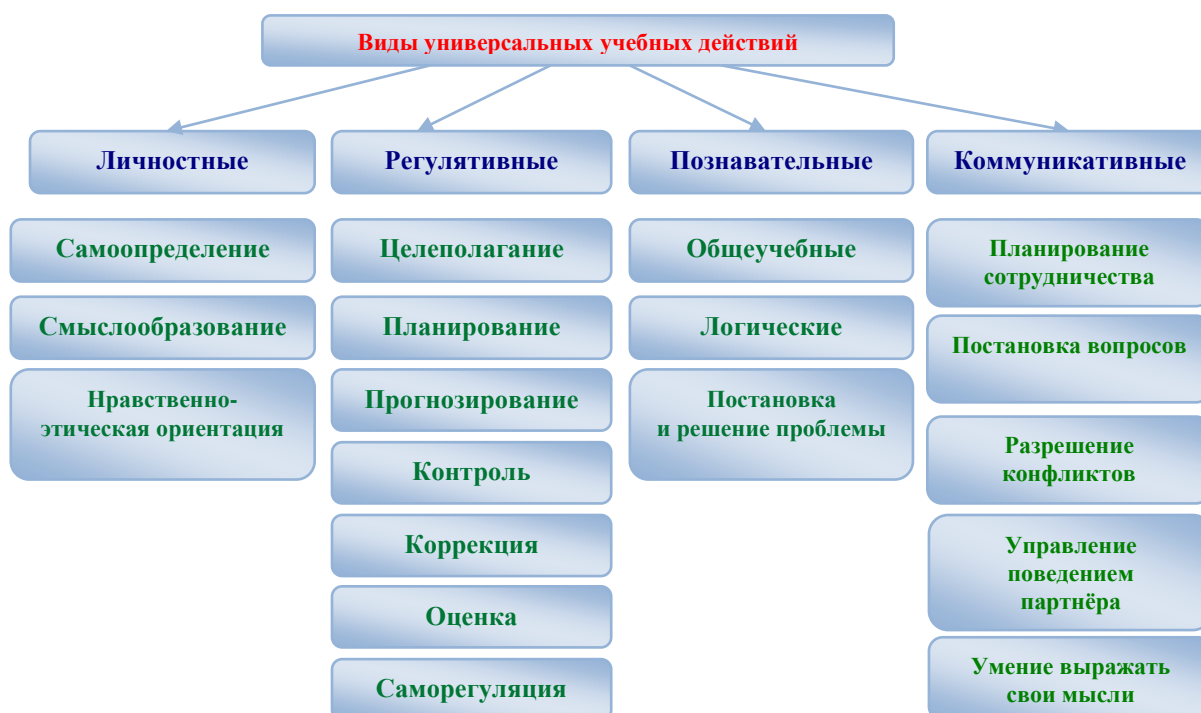 Виды универсальных учебных действий
Личностные
Регулятивные
Познавательные
Коммуникативные
Самоопределение
Смыслообразование
Нравственно-
этическая ориентация
Целеполагание
Планирование
Прогнозирование
Контроль
Коррекция
Оценка
Саморегуляция
Общеучебные
Логические
Постановка
и решение проблемы
Планирование
сотрудничества
Постановка вопросов
Разрешение
конфликтов
Управление
поведением
партнёра
Умение выражать
свои мысли